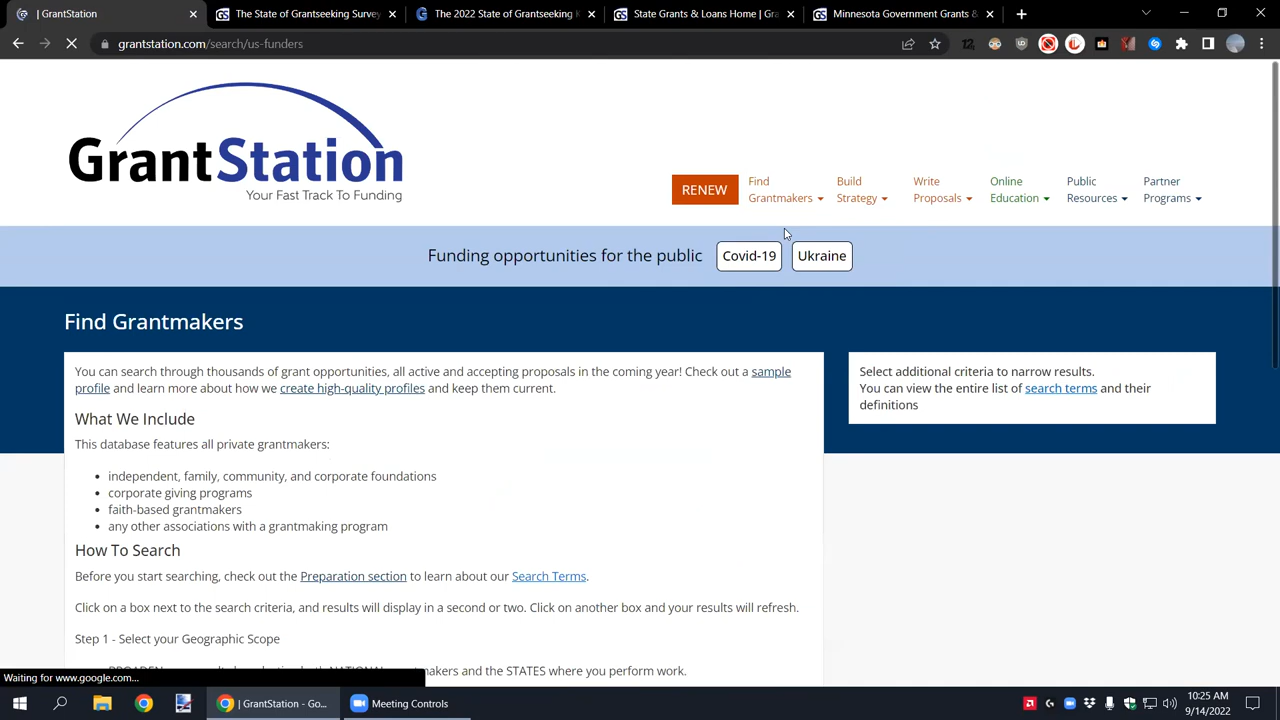 | GrantStation
The State of Grantseeking Survey
The 2022 State of Grantseeking
State Grants & Loans Home | Gra
Minnesota Government Grants &
grantstation.com/search/us-funders
GrantStation
Your Fast Track To Funding
RENEW
Find Grantmakers
Build Strategy
Write Proposals
Online Education
Public Resources
Partner Programs
Funding opportunities for the public
Covid-19
Ukraine
Find Grantmakers
You can search through thousands of grant opportunities, all active and accepting proposals in the coming year! Check out a sample
profile and learn more about how we create high-quality profiles and keep them current.
What We Include
This database features all private grantmakers:
• independent, family, community, and corporate foundations
• corporate giving programs
• faith-based grantmakers
• any other associations with a grantmaking program
How To Search
Before you start searching, check out the Preparation section to learn about our Search Terms.
Click on a box next to the search criteria, and results will display in a second or two. Click on another box and your results will refresh.
Step 1 - Select your Geographic Scope
makers and the STATES where you perform work.
Select additional criteria to narrow results.
You can view the entire list of search terms and their
definitions
Waiting for www.google.com...
| GrantStation - Go...
Meeting Controls
10:25 AM
9/14/2022